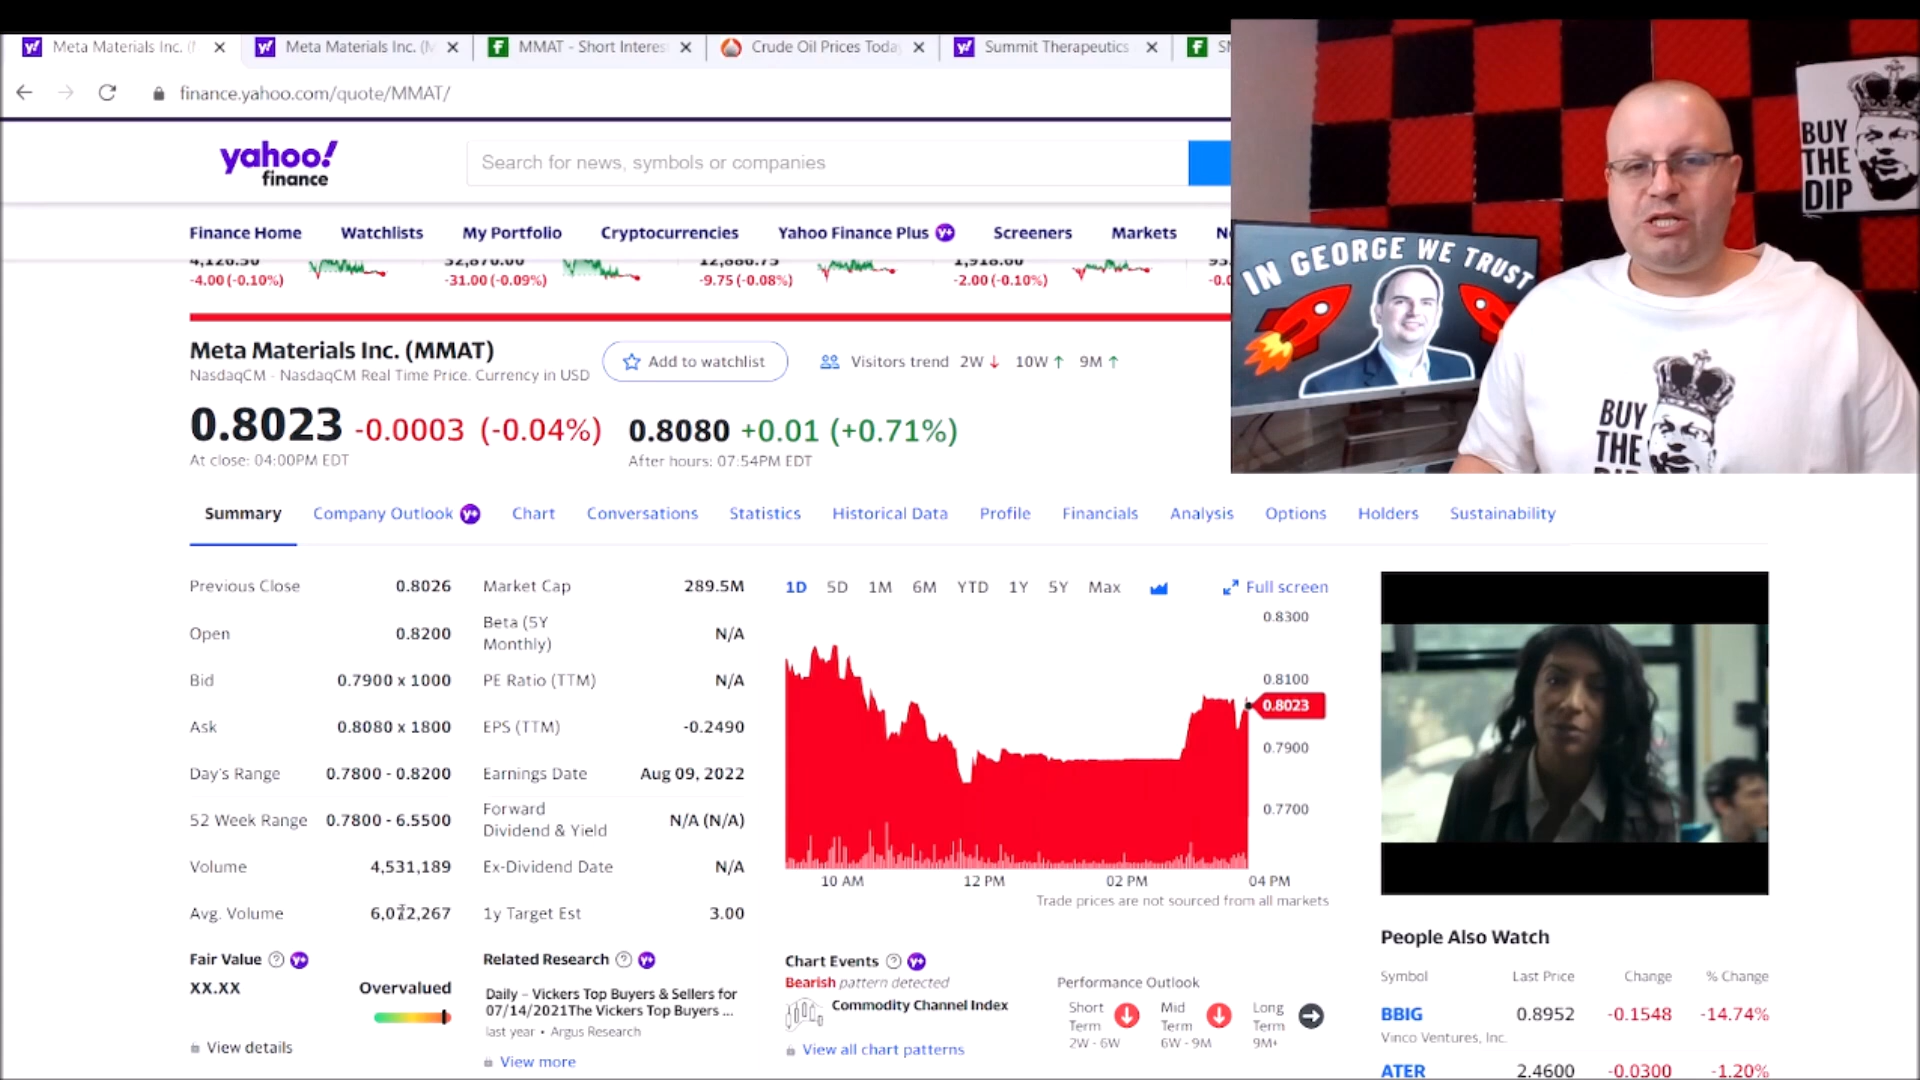 Meta Materials Inc. (
Meta Materials Inc. (M
MMAT - Short Interes
Crude Oil Prices Toda
Summit Therapeutics
finance.yahoo.com/quote/MMAT/
yahoo!
finance
Search for news, symbols or companies
Finance Home
Watchlists
My Portfolio
Cryptocurrencies
Yahoo Finance Plus Y+
Screeners
Markets
-4.00 (-0.10%)
-31.00 (-0.09%)
-9.75 (-0.08%)
-2.00 (-0.10%)
Meta Materials Inc. (MMAT)
NasdaqCM - NasdaqCM Real Time Price. Currency in USD
Add to watchlist
Visitors trend 2W ↓ 10W ↑ 9M ↑
0.8023 -0.0003 (-0.04%)
At close: 04:00PM EDT
0.8080 +0.01 (+0.71%)
After hours: 07:54PM EDT
IN GEORGE WE TRUST
BUY
THE
DIP
BUY
THE
Summary
Company Outlook Y+
Chart
Conversations
Statistics
Historical Data
Profile
Financials
Analysis
Options
Holders
Sustainability
Previous Close 0.8026
Open 0.8200
Bid 0.7900 x 1000
Ask 0.8080 x 1800
Day's Range 0.7800 - 0.8200
52 Week Range 0.7800 - 6.5500
Volume 4,531,189
Avg. Volume 6,072,267
Market Cap 289.5M
Beta (5Y
Monthly) N/A
PE Ratio (TTM) N/A
EPS (TTM) -0.2490
Earnings Date Aug 09, 2022
Forward
Dividend & Yield N/A (N/A)
Ex-Dividend Date N/A
1y Target Est 3.00
1D 5D 1M 6M YTD 1Y 5Y Max
Full screen
0.8300
0.8100
0.8023
0.7900
0.7700
10 AM 12 PM 02 PM 04 PM
Trade prices are not sourced from all markets
Fair Value Y+
XX.XX Overvalued
View details
Related Research Y+
Daily – Vickers Top Buyers & Sellers for
07/14/2021The Vickers Top Buyers ...
last year • Argus Research
View more
Chart Events Y+
Bearish pattern detected
Commodity Channel Index
View all chart patterns
Performance Outlook
Short
Term
2W - 6W
Mid
Term
6W - 9M
Long
Term
9M+
People Also Watch
Symbol Last Price Change % Change
BBIG 0.8952 -0.1548 -14.74%
Vinco Ventures, Inc.
ATER 2.4600 -0.0300 -1.20%